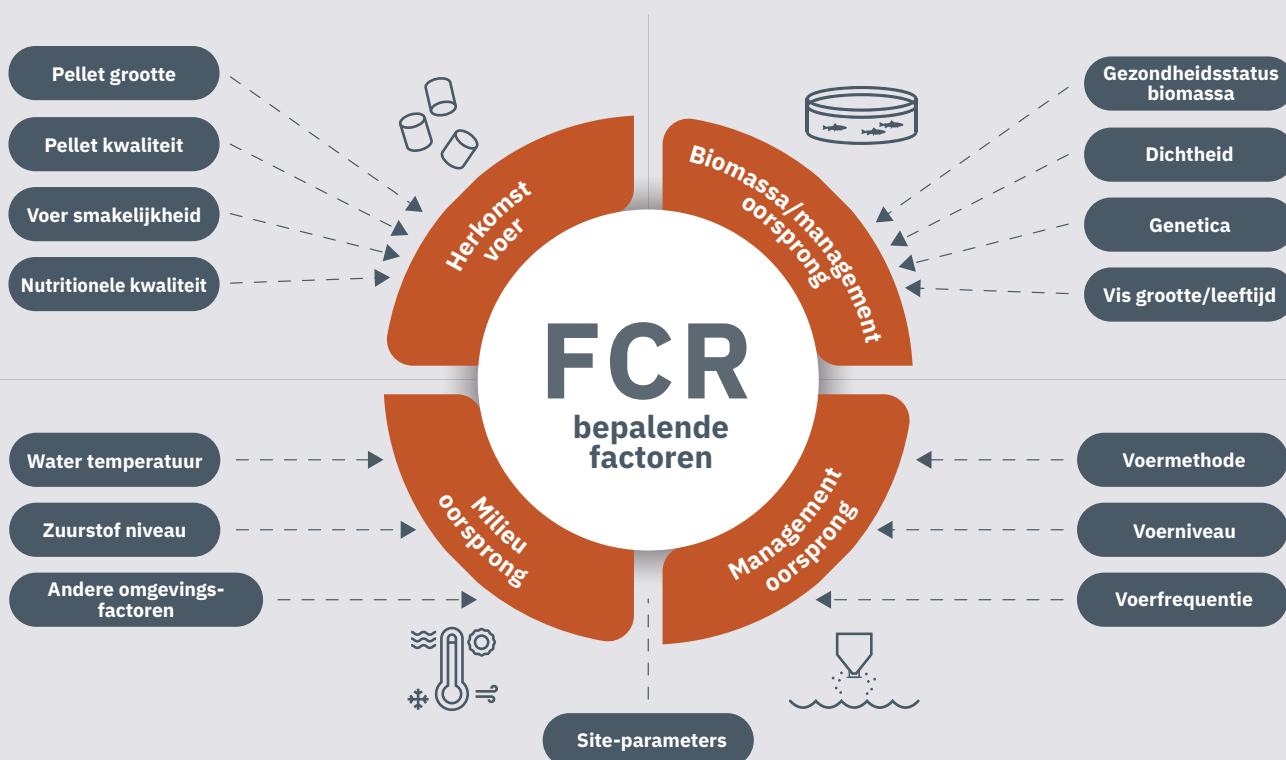 Pellet grootte
Pellet kwaliteit
Voer smakelijkheid
Nutritionele kwaliteit
Herkomst
voer
Biomassa/management
oorsprong
Gezondheidsstatus
biomassa
Dichtheid
Genetica
Vis grootte/leeftijd
FCR
bepalende
factoren
Water temperatuur
Zuurstof niveau
Andere omgevings-
factoren
Milieu
oorsprong
Management
oorsprong
Voermethode
Voerniveau
Voerfrequentie
Site-parameters